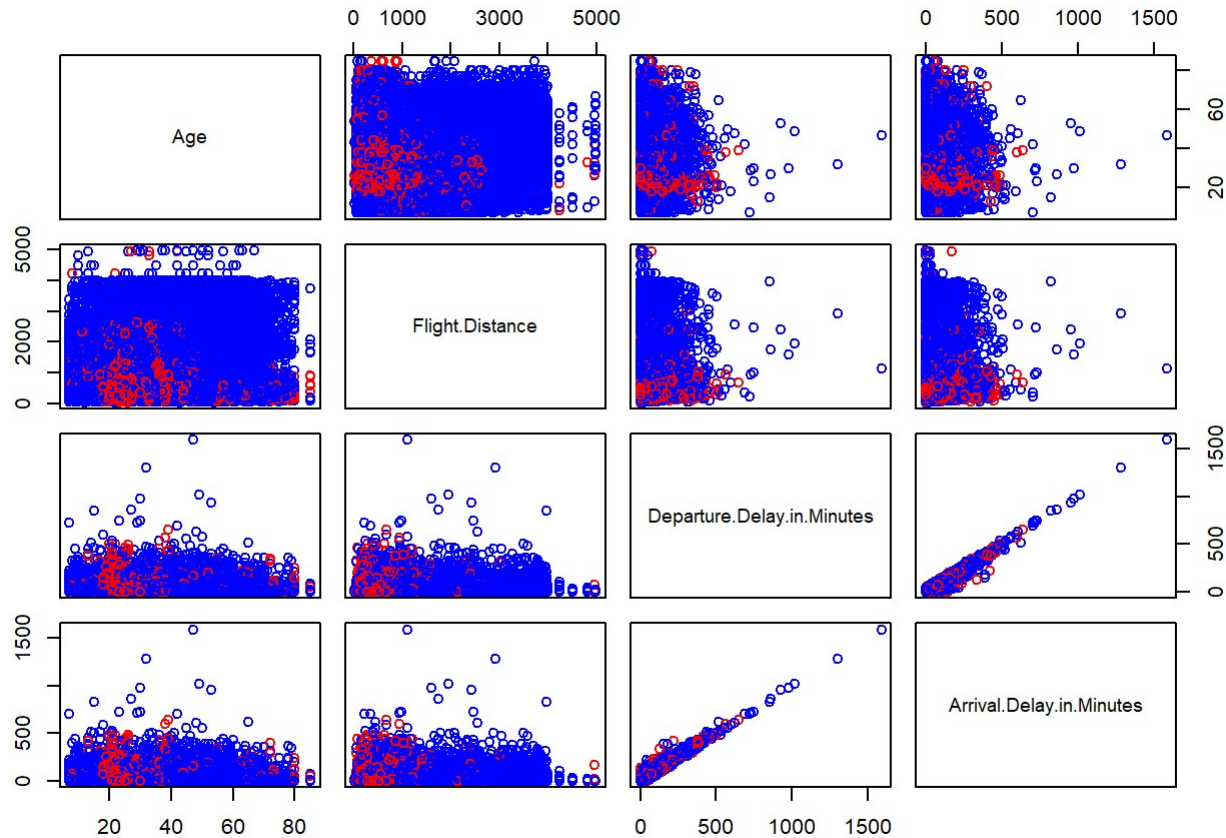 0 1000 3000 5000
0 500 1000 1500
Age
20 60
0 2000 5000
Flight.Distance
Departure.Delay.in.Minutes
0 500 1500
0 500 1500
Arrival.Delay.in.Minutes
20 40 60 80
0 500 1000 1500